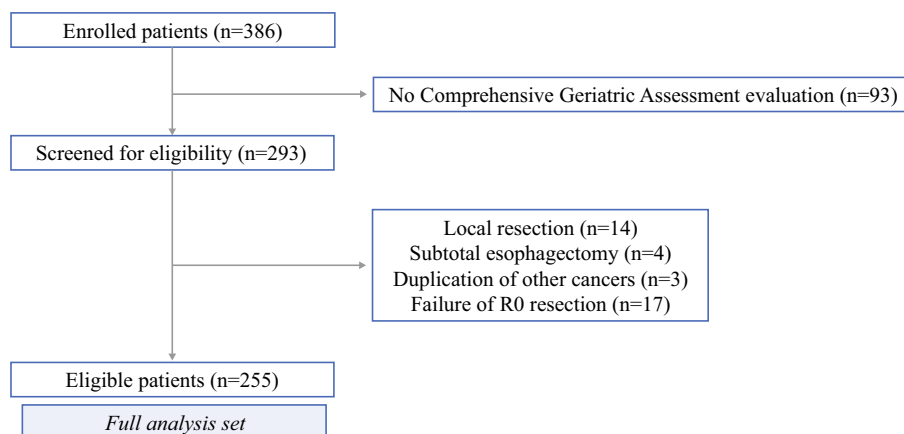 Enrolled patients (n=386)
No Comprehensive Geriatric Assessment evaluation (n=93)
Screened for eligibility (n=293)
Local resection (n=14)
Subtotal esophagectomy (n=4)
Duplication of other cancers (n=3)
Failure of R0 resection (n=17)
Eligible patients (n=255)
Full analysis set